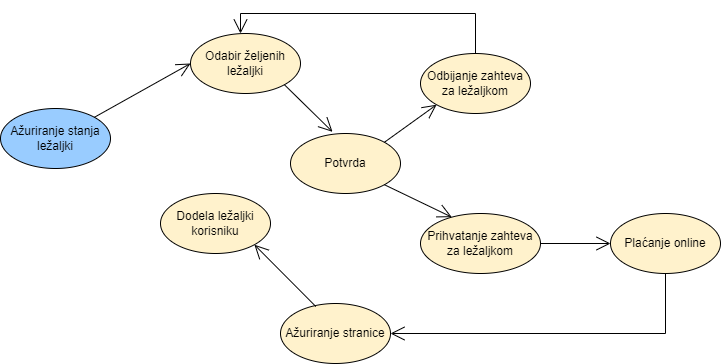 Odabir željenih
ležaljki
Odbijanje zahteva
za ležaljkom
Ažuriranje stanja
ležaljki
Potvrda
Dodela ležaljki
korisniku
Prihvatanje zahteva
za ležaljkom
Plaćanje online
Ažuriranje stranice